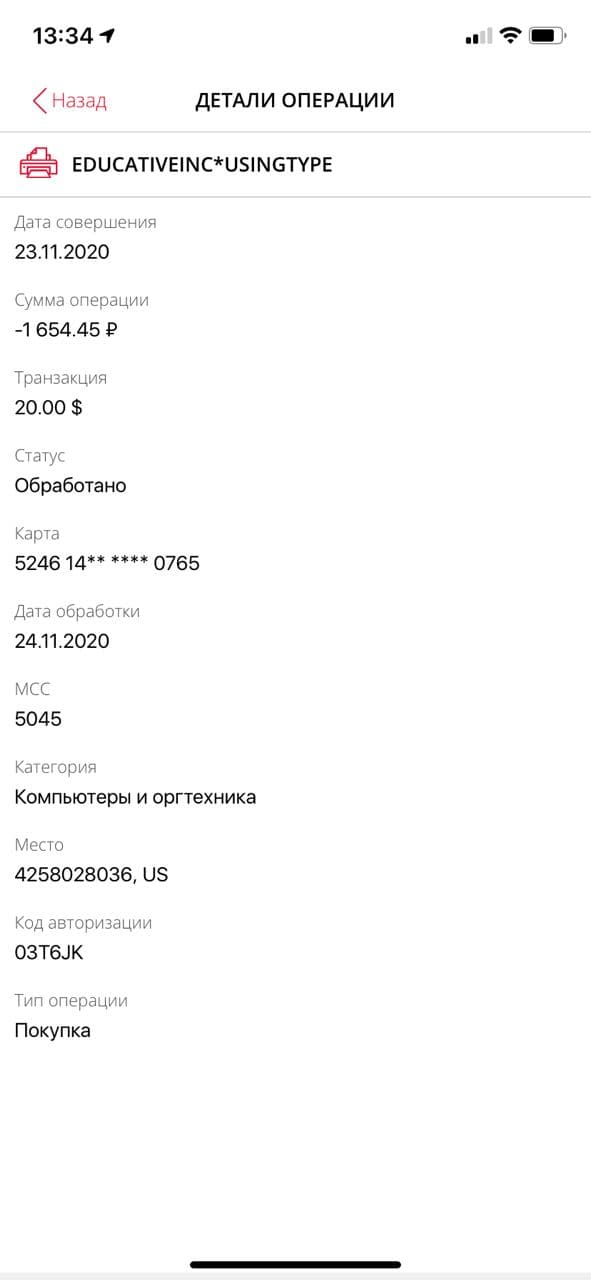 13:34
Назад
ДЕТАЛИ ОПЕРАЦИИ
EDUCATIVEINC*USINGTYPE
Дата совершения
23.11.2020
Сумма операции
-1 654.45 ₽
Транзакция
20.00 $
Статус
Обработано
Карта
5246 14** **** 0765
Дата обработки
24.11.2020
MCC
5045
Категория
Компьютеры и оргтехника
Место
4258028036, US
Код авторизации
03T6JK
Тип операции
Покупка